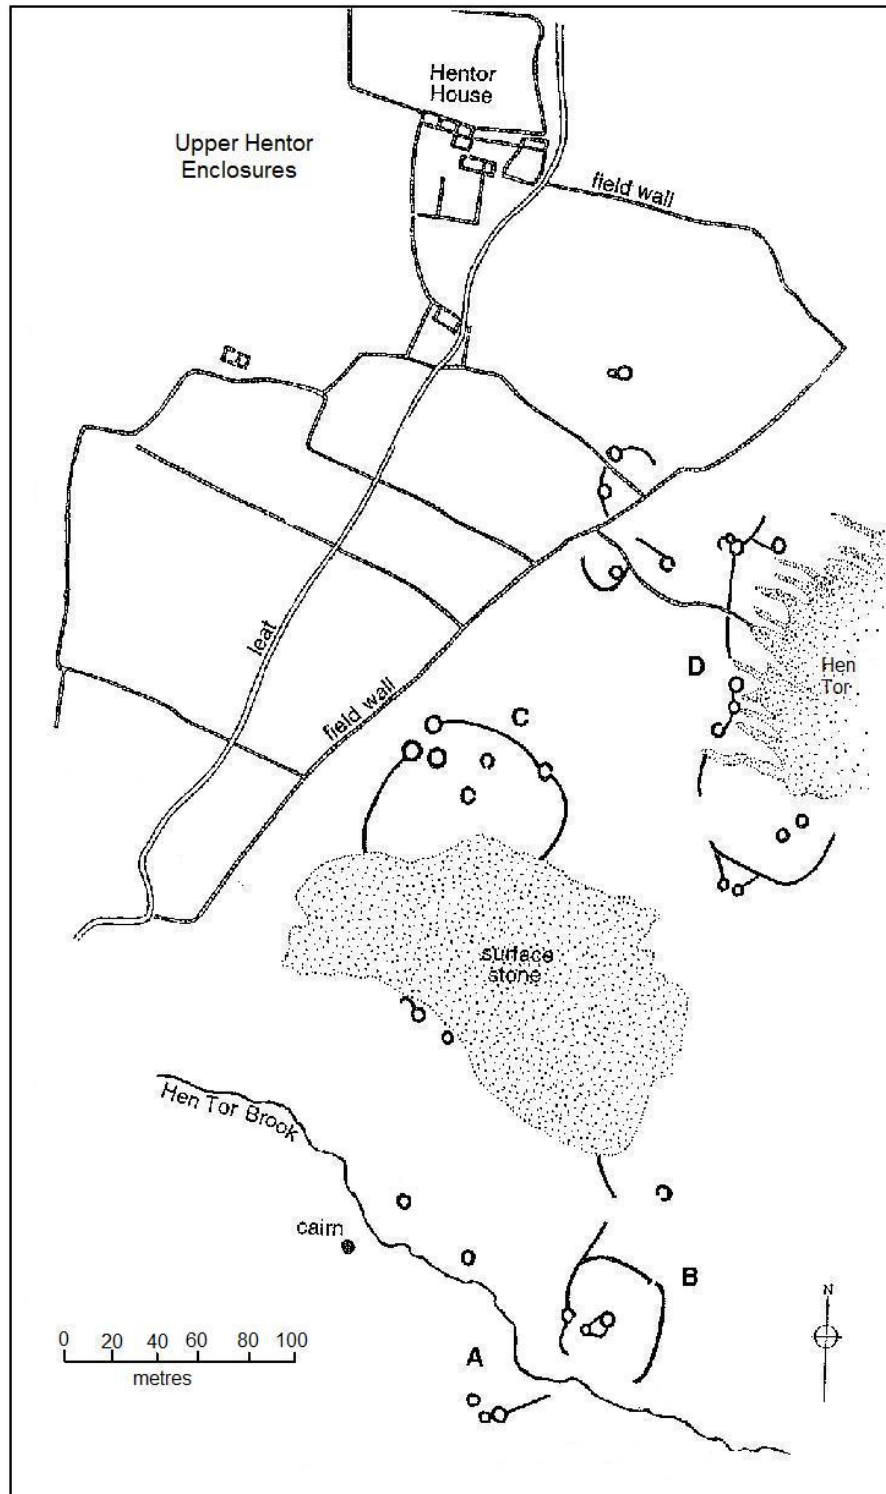 Hentor
House
Upper Hentor
Enclosures
field wall
leat
field wall
D
Hen
Tor
C
surface
stone
Hen Tor Brook
cairn
B
N
0 20 40 60 80 100
metres
A